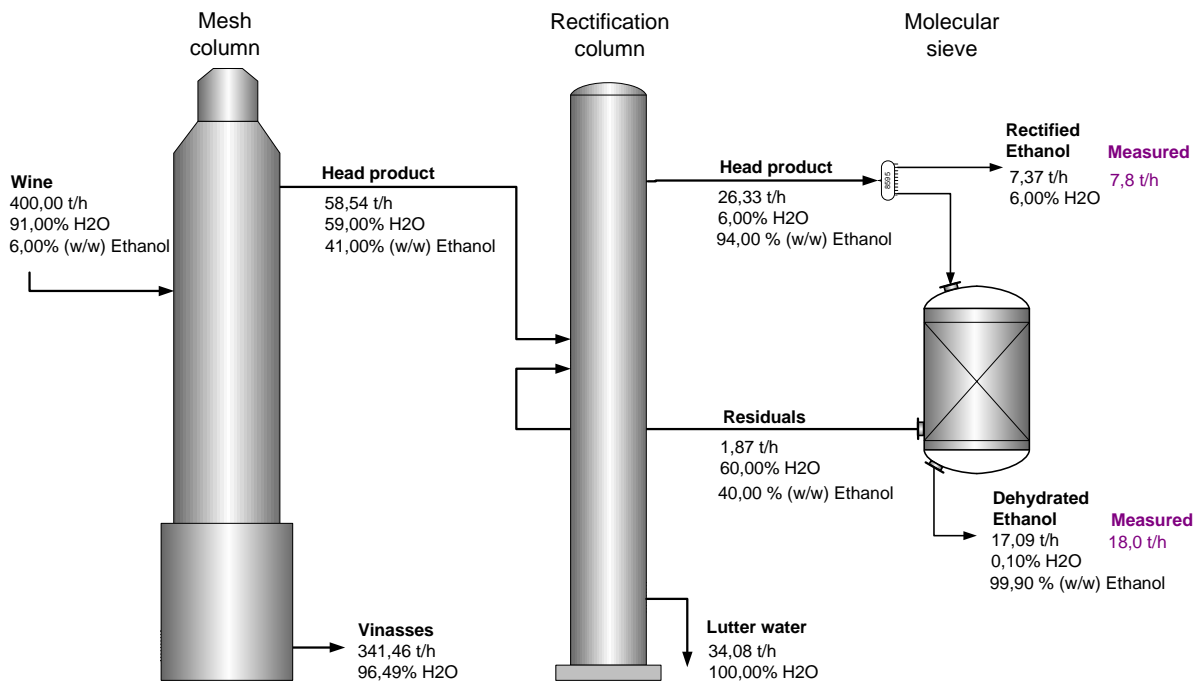 Mesh
column
Rectification
column
Molecular
sieve
Wine
400,00 t/h
91,00% H2O
6,00% (w/w) Ethanol
Head product
58,54 t/h
59,00% H2O
41,00% (w/w) Ethanol
Head product
26,33 t/h
6,00% H2O
94,00 % (w/w) Ethanol
8695
Rectified
Ethanol
7,37 t/h
6,00% H2O
Measured
7,8 t/h
Residuals
1,87 t/h
60,00% H2O
40,00 % (w/w) Ethanol
Dehydrated
Ethanol
17,09 t/h
0,10% H2O
99,90 % (w/w) Ethanol
Measured
18,0 t/h
Vinasses
341,46 t/h
96,49% H2O
Lutter water
34,08 t/h
100,00% H2O